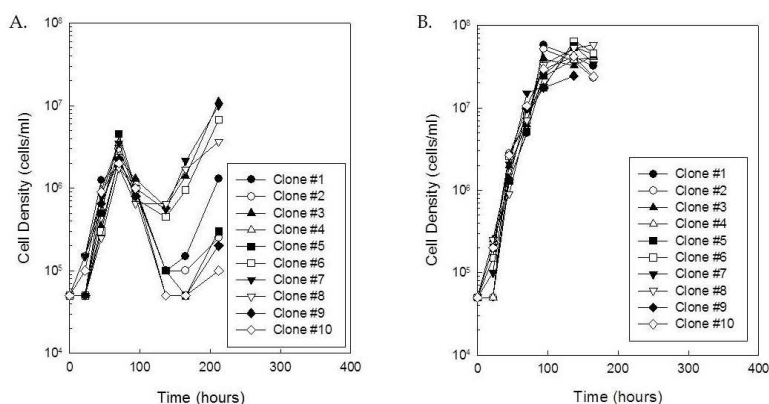 A.
10⁸
10⁷
10⁶
10⁵
10⁴
Cell Density (cells/ml)
0
100
200
300
400
Time (hours)
Clone #1
Clone #2
Clone #3
Clone #4
Clone #5
Clone #6
Clone #7
Clone #8
Clone #9
Clone #10
B.
10⁸
10⁷
10⁶
10⁵
10⁴
Cell Density (cells/ml)
0
100
200
300
400
Time (hours)
Clone #1
Clone #2
Clone #3
Clone #4
Clone #5
Clone #6
Clone #7
Clone #8
Clone #9
Clone #10